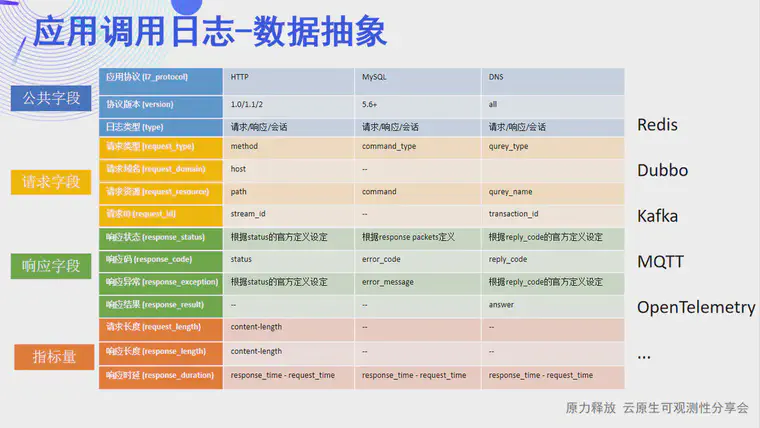 应用调用日志-数据抽象
公共字段
应用协议 (l7_protocol) HTTP MySQL DNS
协议版本 (version) 1.0/1.1/2 5.6+ all
日志类型 (type) 请求/响应/会话 请求/响应/会话 请求/响应/会话
请求字段
请求类型 (request_type) method command_type qurey_type
请求域名 (request_domain) host --
请求资源 (request_resource) path command qurey_name
请求ID (request_id) stream_id -- transaction_id
响应字段
响应状态 (response_status) 根据status的官方定义设定 根据response packets定义 根据reply_code的官方定义设定
响应码 (response_code) status error_code reply_code
响应异常 (response_exception) 根据status的官方定义设定 error_message 根据reply_code的官方定义设定
响应结果 (response_result) -- -- answer
指标量
请求长度 (request_length) content-length -- --
响应长度 (response_length) content-length -- --
响应时延 (response_duration) response_time - request_time response_time - request_time response_time - request_time
Redis
Dubbo
Kafka
MQTT
OpenTelemetry
...
原力释放 云原生可观测性分享会